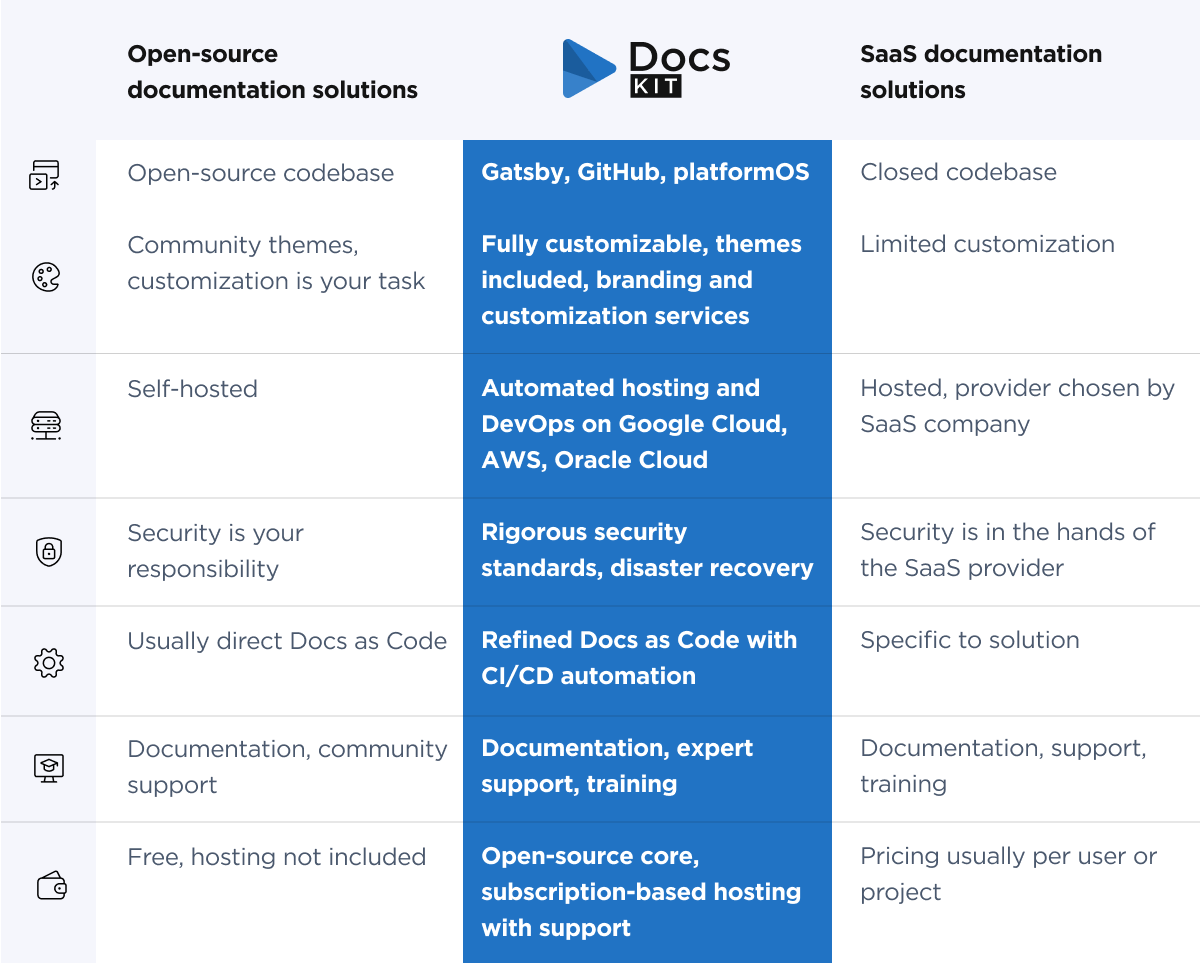 Open-source
documentation solutions
Docs
KIT
SaaS documentation
solutions
Open-source codebase
Gatsby, GitHub, platformOS
Closed codebase
Community themes,
customization is your task
Fully customizable, themes
included, branding and
customization services
Limited customization
Self-hosted
Automated hosting and
DevOps on Google Cloud,
AWS, Oracle Cloud
Hosted, provider chosen by
SaaS company
Security is your
responsibility
Rigorous security
standards, disaster recovery
Security is in the hands of
the SaaS provider
Usually direct Docs as Code
Refined Docs as Code with
CI/CD automation
Specific to solution
Documentation, community
support
Documentation, expert
support, training
Documentation, support,
training
Free, hosting not included
Open-source core,
subscription-based hosting
with support
Pricing usually per user or
project